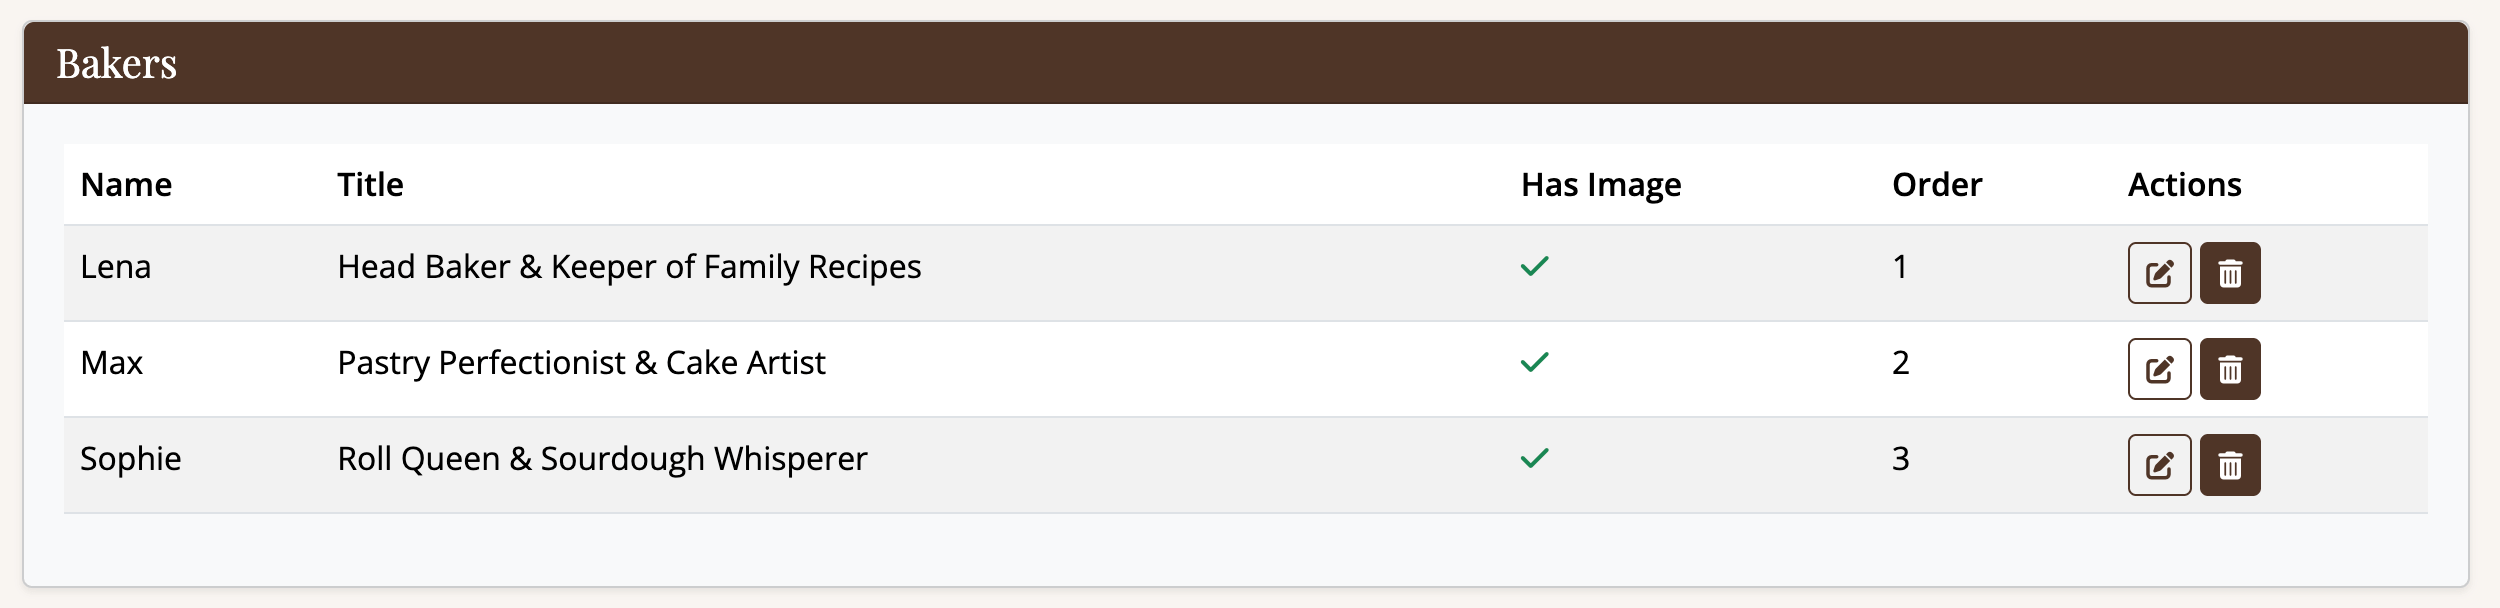 Bakers
Name Title Has Image Order Actions
Lena Head Baker & Keeper of Family Recipes 1
Max Pastry Perfectionist & Cake Artist 2
Sophie Roll Queen & Sourdough Whisperer 3